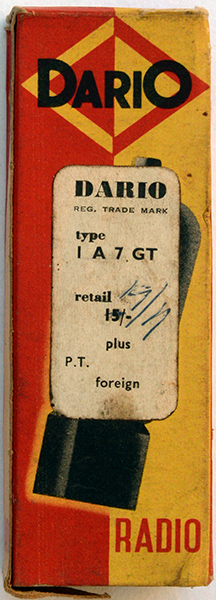 DARIO
DARIO
REG. TRADE MARK
type
1 A 7 GT
retail
15/-
plus
P.T.
foreign
RADIO